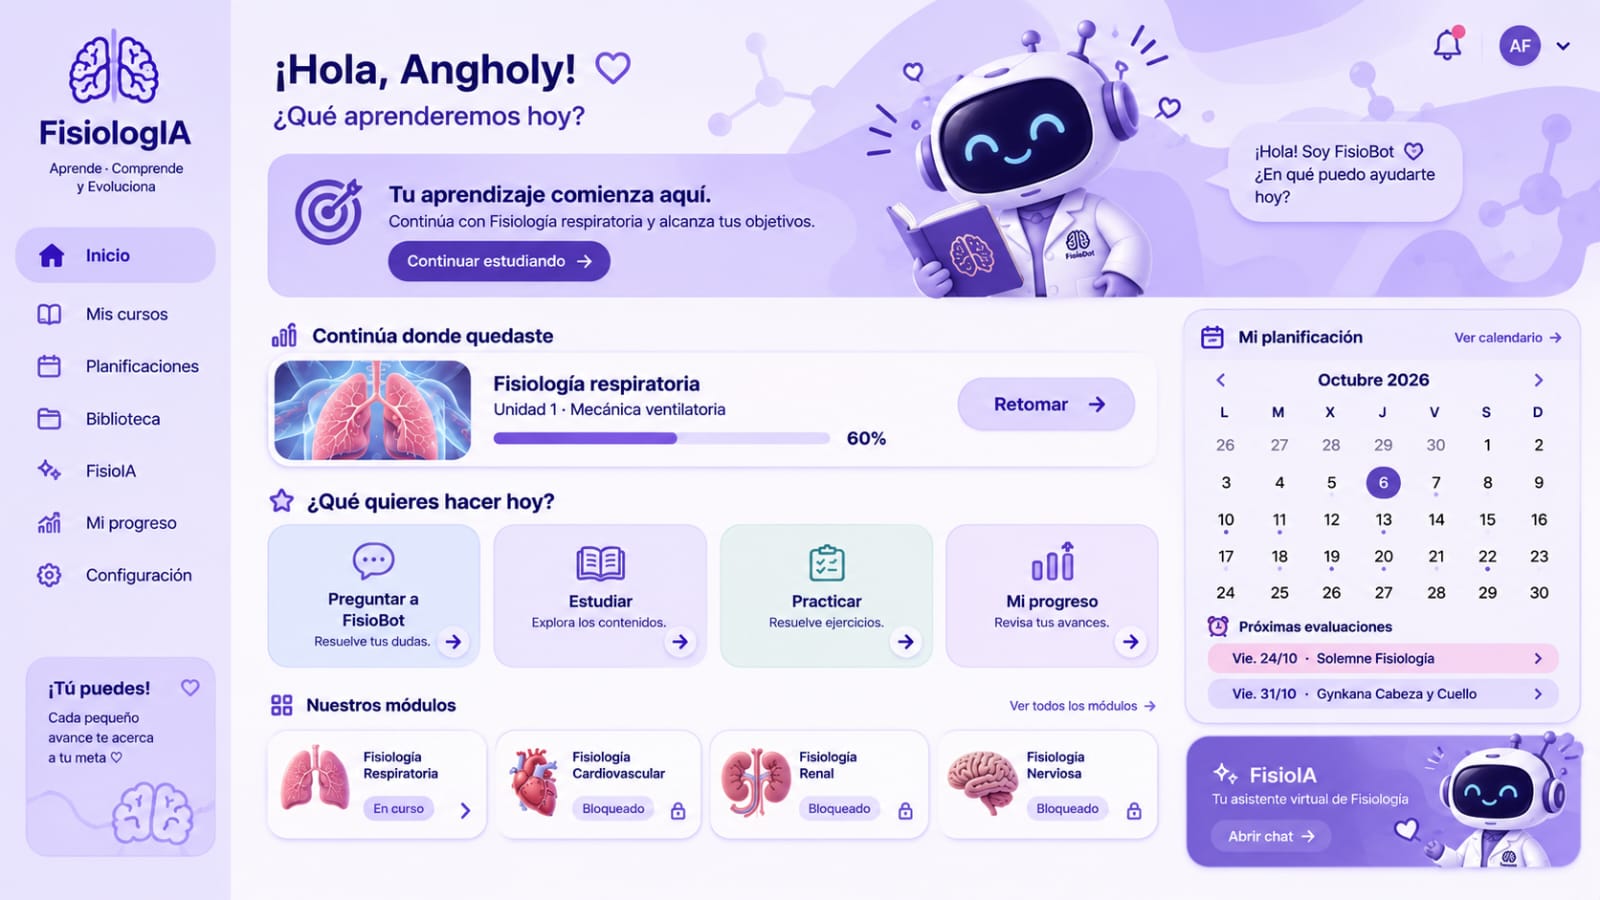 FisiologIA
Aprende · Comprende
y Evoluciona
Inicio
Mis cursos
Planificaciones
Biblioteca
FisioIA
Mi progreso
Configuración
¡Tú puedes!
Cada pequeño
avance te acerca
a tu meta ♡
¡Hola, Angholy!
¿Qué aprenderemos hoy?
AF
Tu aprendizaje comienza aquí.
Continúa con Fisiología respiratoria y alcanza tus objetivos.
Continuar estudiando →
FisioBot
¡Hola! Soy FisioBot
¿En qué puedo ayudarte
hoy?
Continúa donde quedaste
Fisiología respiratoria
Unidad 1 · Mecánica ventilatoria
60%
Retomar →
¿Qué quieres hacer hoy?
Preguntar a
FisioBot
Resuelve tus dudas.
Estudiar
Explora los contenidos.
Practicar
Resuelve ejercicios.
Mi progreso
Revisa tus avances.
Nuestros módulos
Ver todos los módulos →
Fisiología
Respiratoria
En curso
Fisiología
Cardiovascular
Bloqueado
Fisiología
Renal
Bloqueado
Fisiología
Nerviosa
Bloqueado
Mi planificación
Ver calendario →
Octubre 2026
L M X J V S D
26 27 28 29 30 1 2
3 4 5 6 7 8 9
10 11 12 13 14 15 16
17 18 19 20 21 22 23
24 25 26 27 28 29 30
Próximas evaluaciones
Vie. 24/10 · Solemne Fisiología
Vie. 31/10 · Gynkana Cabeza y Cuello
FisioIA
Tu asistente virtual de Fisiología
Abrir chat →